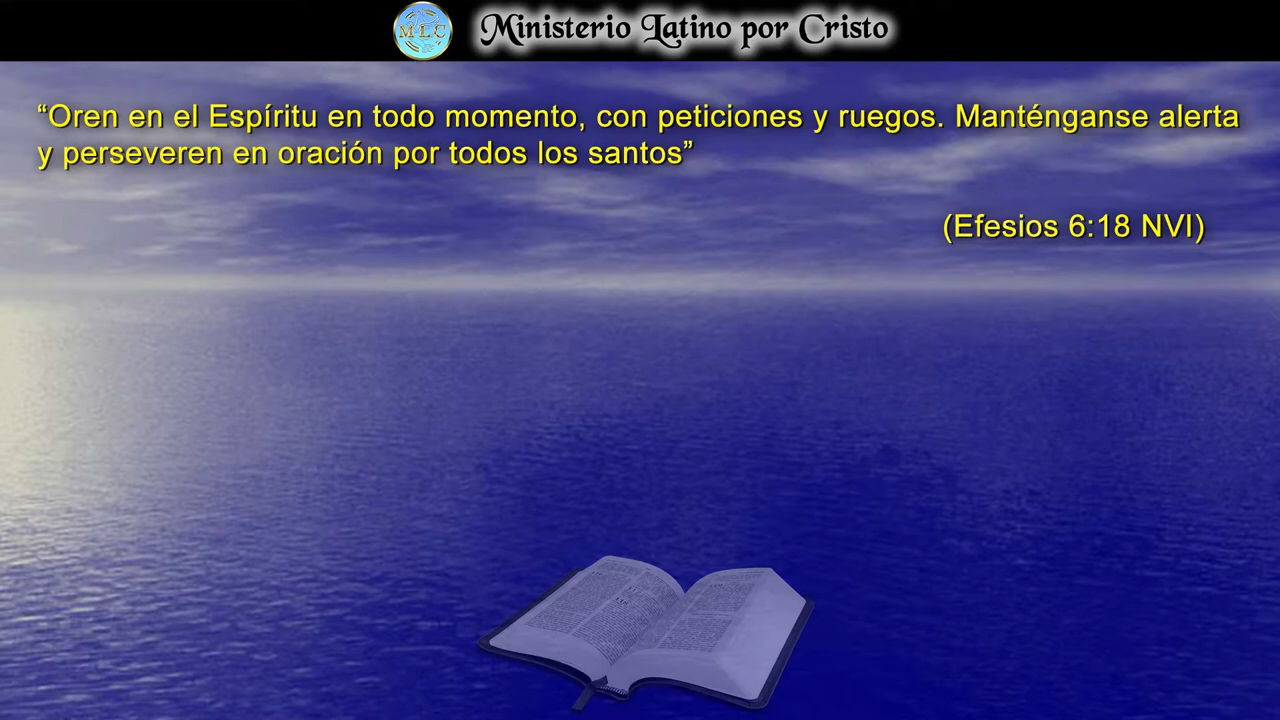 MLC Ministerio Latino por Cristo
“Oren en el Espíritu en todo momento, con peticiones y ruegos. Manténganse alerta
y perseveren en oración por todos los santos”
(Efesios 6:18 NVI)